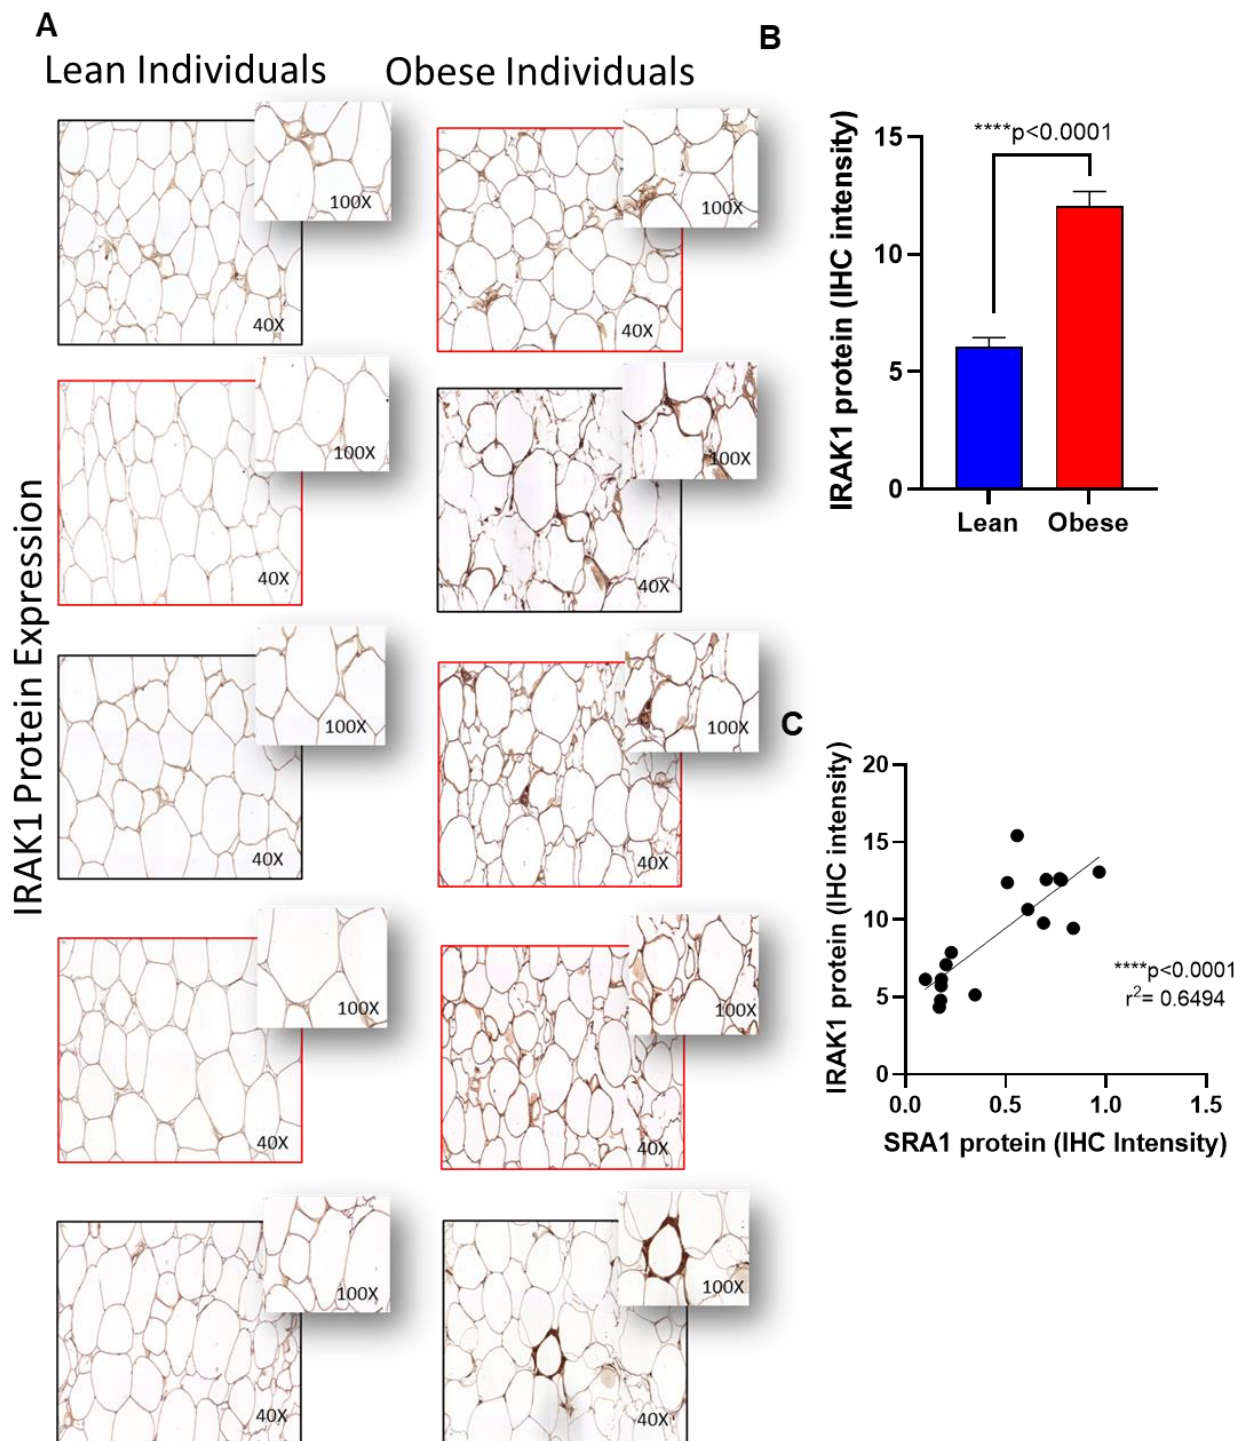 A
Lean Individuals
Obese Individuals
IRAK1 Protein Expression
100X
40X
100X
40X
100X
40X
100X
40X
100X
40X
100X
40X
100X
40X
100X
40X
100X
40X
100X
40X
B
IRAK1 protein (IHC intensity)
15
10
5
0
****p<0.0001
Lean
Obese
C
IRAK1 protein (IHC intensity)
20
15
10
5
0
****p<0.0001
r²= 0.6494
0.0
0.5
1.0
1.5
SRA1 protein (IHC Intensity)